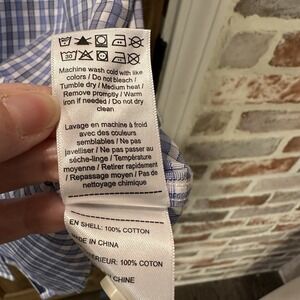 30
Machine wash cold with like
colors / Do not bleach /
Tumble dry / Medium heat /
Remove promptly / Warm
iron if needed / Do not dry
clean
Lavage en machine à froid
avec des couleurs
semblables / Ne pas
javelliser / Ne pas passer au
sèche-linge / Température
moyenne / Retirer rapidement
/ Repassage moyen / Pas de
nettoyage chimique
EN SHELL: 100% COTTON
MADE IN CHINA
ÉRIEUR: 100% COTON
CHINE